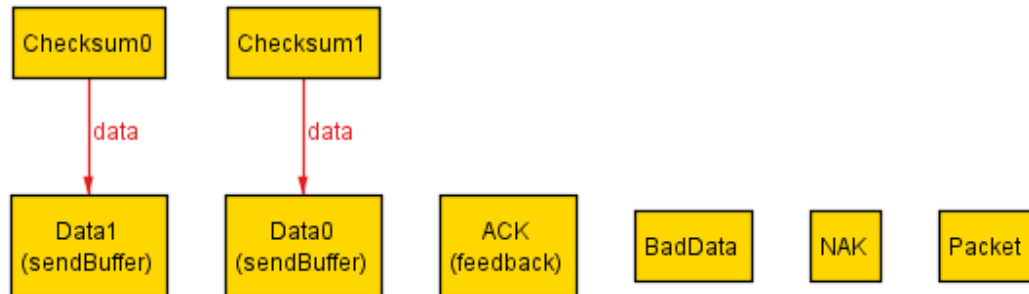 Checksum0
Checksum1
data
data
Data1
(sendBuffer)
Data0
(sendBuffer)
ACK
(feedback)
BadData
NAK
Packet